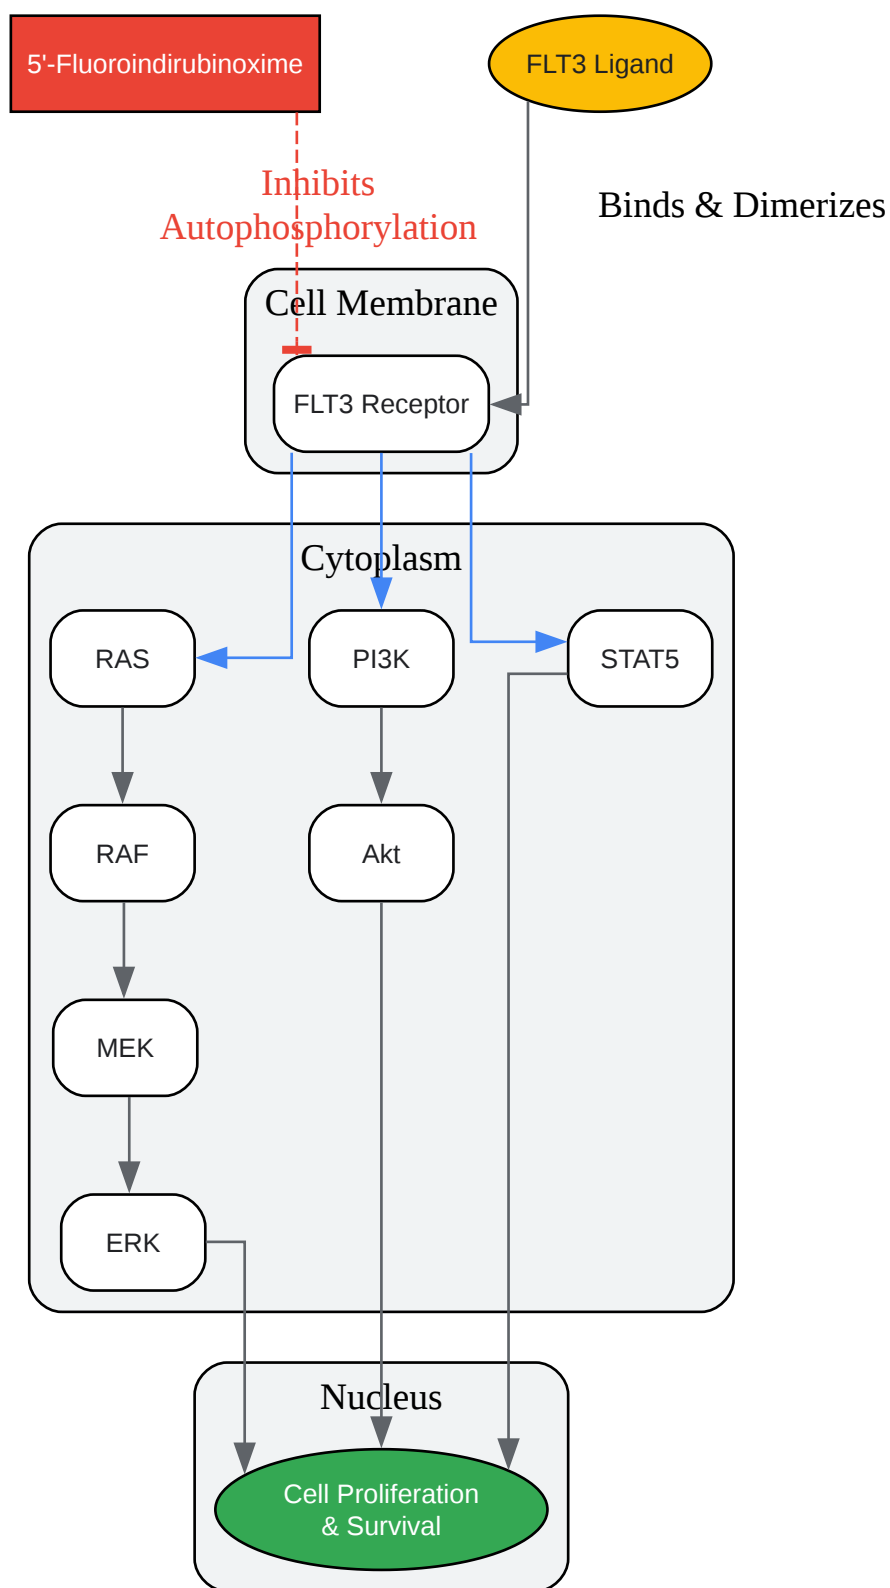 5'-Fluoroindirubinoxime
FLT3 Ligand
Inhibits
Autophosphorylation
Binds & Dimerizes
Cell Membrane
FLT3 Receptor
Cytoplasm
RAS
PI3K
STAT5
RAF
Akt
MEK
ERK
Nucleus
Cell Proliferation
& Survival